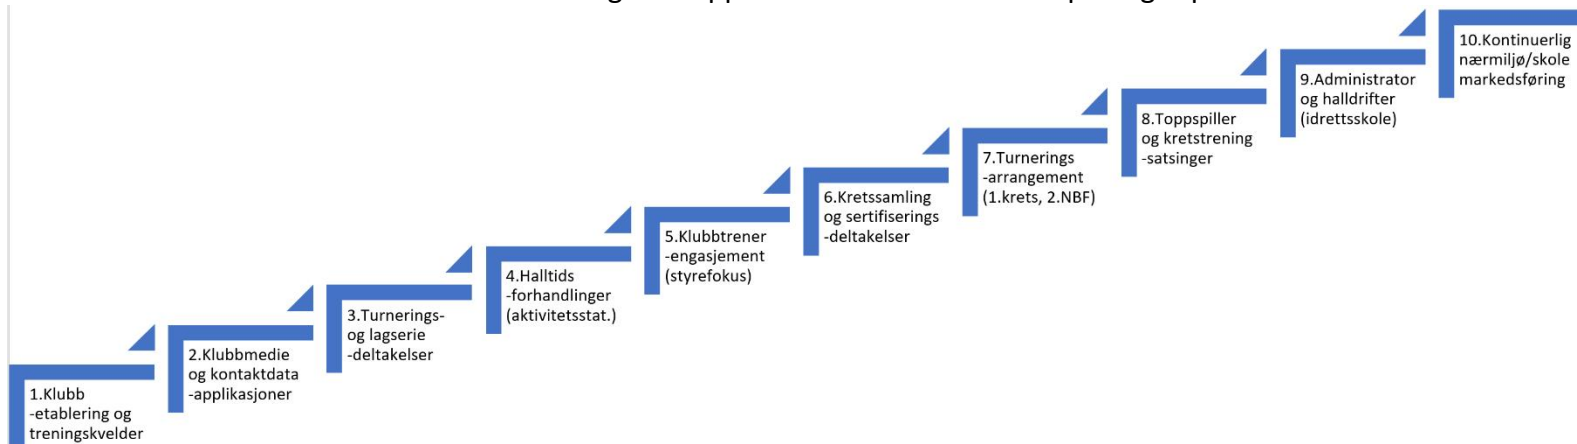 1.Klubb
-etablering og
treningskvelder
2.Klubbmedie
og kontaktdata
-applikasjoner
3.Turnerings-
og lagserie
-deltakelser
4.Halltids
-forhandlinger
(aktivitetsstat.)
5.Klubbtrener
-engasjement
(styrefokus)
6.Kretssamling
og sertifiserings
-deltakelser
7.Turnerings
-arrangement
(1.krets, 2.NBF)
8.Toppspiller
og kretstrening
-satsinger
9.Administrator
og halldrifter
(idrettsskole)
10.Kontinuerlig
nærmiljø/skole
markedsføring